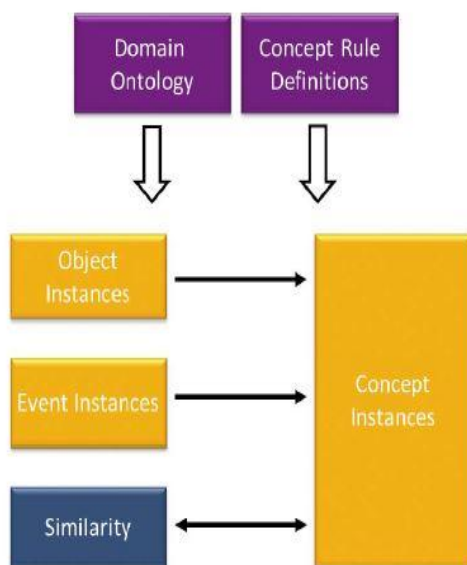 Domain
Ontology
Concept Rule
Definitions
Object
Instances
Event Instances
Concept
Instances
Similarity